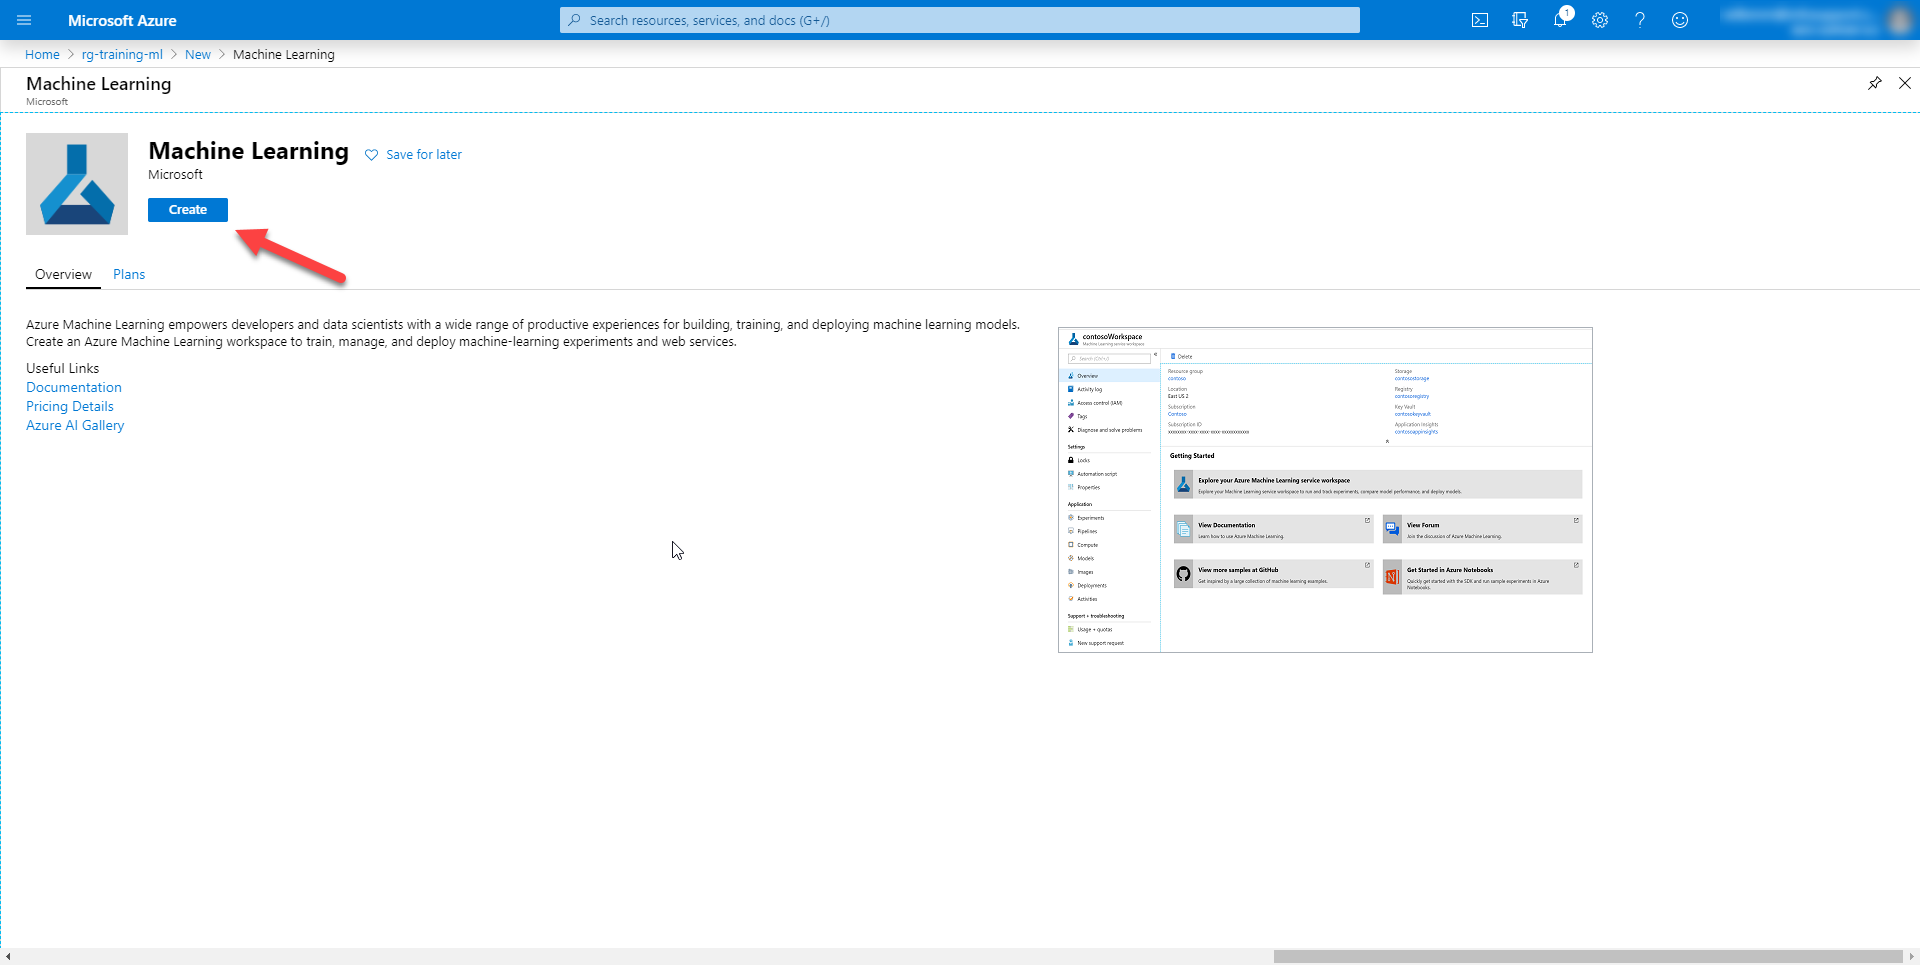 Microsoft Azure
Search resources, services, and docs (G+/)
1
Home > rg-training-ml > New > Machine Learning
Machine Learning
Microsoft
Machine Learning
Save for later
Microsoft
Create
Overview
Plans
Azure Machine Learning empowers developers and data scientists with a wide range of productive experiences for building, training, and deploying machine learning models.
Create an Azure Machine Learning workspace to train, manage, and deploy machine-learning experiments and web services.
Useful Links
Documentation
Pricing Details
Azure AI Gallery
contosoWorkspace
Machine Learning service workspace
Search (Ctrl+/)
Overview
Activity log
Access control (IAM)
Tags
Diagnose and solve problems
Settings
Locks
Automation script
Properties
Application
Experiments
Pipelines
Compute
Models
Images
Deployments
Activities
Support + troubleshooting
Usage + quotas
New support request
Delete
Resource group
contoso
Location
East US 2
Subscription
Contoso
Subscription ID
xxxxxxxx-xxxx-xxxx-xxxx-xxxxxxxxxxxx
Storage
contosostorage
Registry
contosoregistry
Key Vault
contosokeyvault
Application Insights
contosoappinsights
Getting Started
Explore your Azure Machine Learning service workspace
Explore your Machine Learning service workspace to run and track experiments, compare model performance, and deploy models.
View Documentation
Learn how to use Azure Machine Learning.
View Forum
Join the discussion of Azure Machine Learning.
View more samples at GitHub
Get inspired by a large collection of machine learning examples.
Get Started in Azure Notebooks
Quickly get started with the SDK and run sample experiments in Azure
Notebooks.